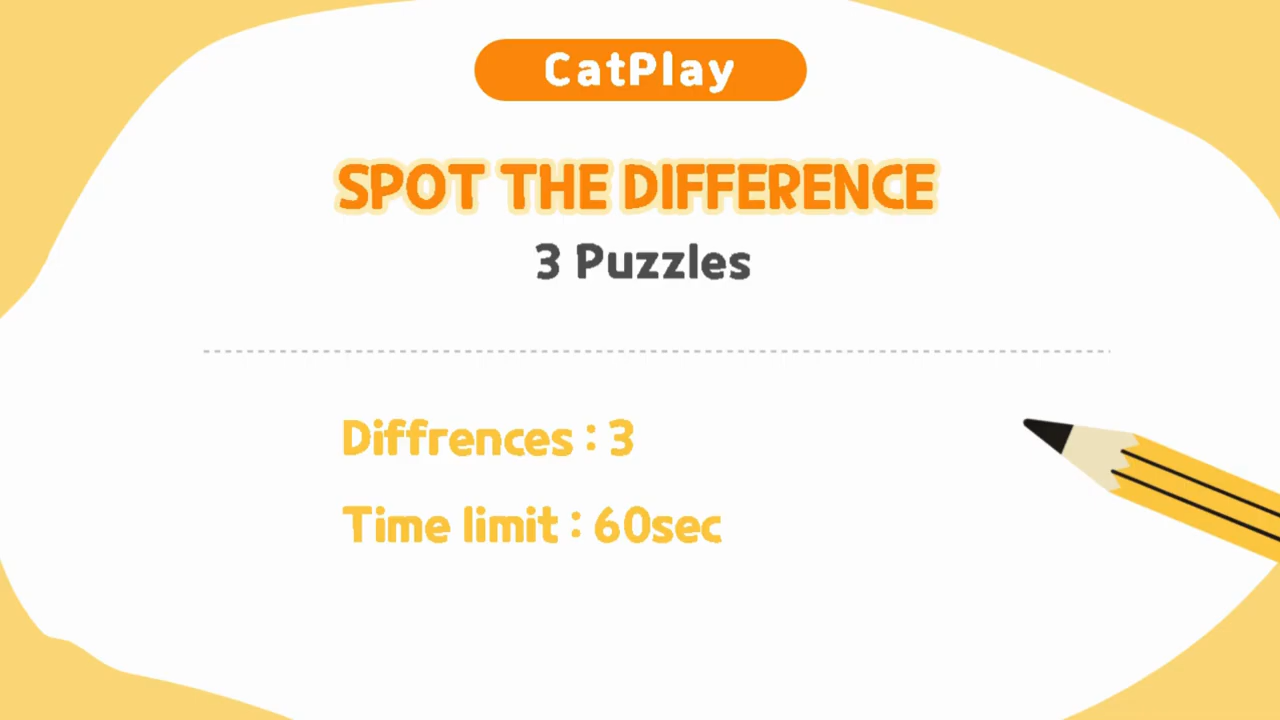 CatPlay
SPOT THE DIFFERENCE
3 Puzzles
Diffrences : 3
Time limit : 60sec